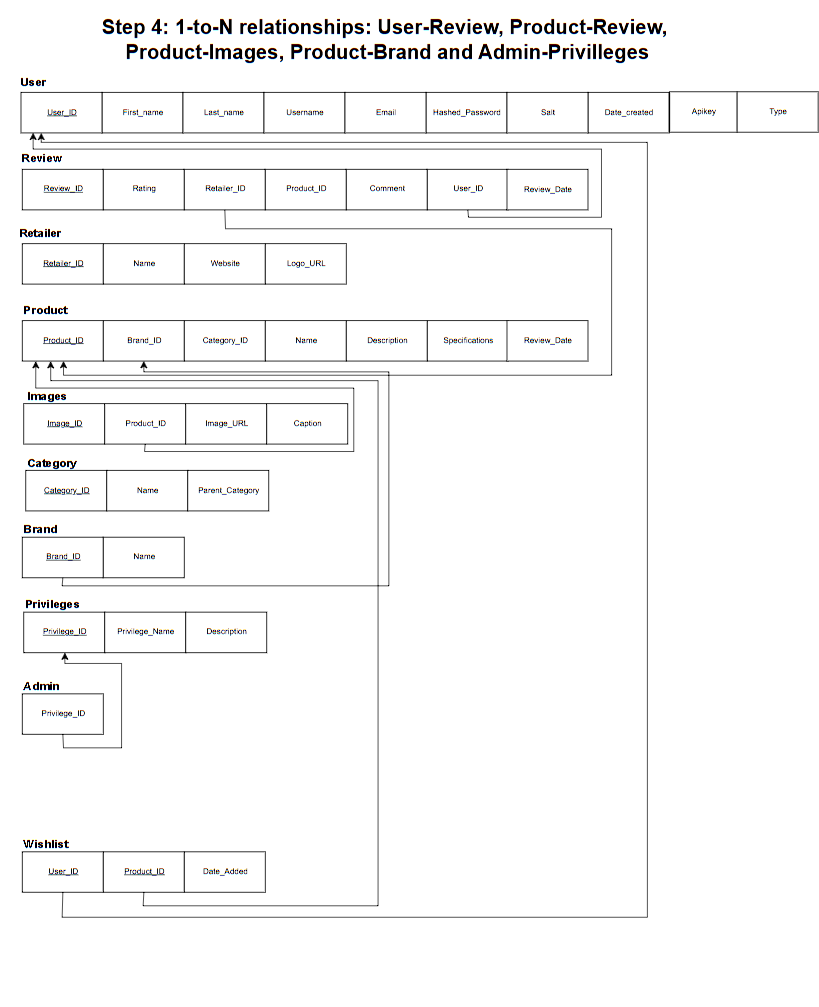 Step 4: 1-to-N relationships: User-Review, Product-Review,
Product-Images, Product-Brand and Admin-Privilleges
User
User_ID First_name Last_name Username Email Hashed_Password Salt Date_created Apikey Type
Review
Review_ID Rating Retailer_ID Product_ID Comment User_ID Review_Date
Retailer
Retailer_ID Name Website Logo_URL
Product
Product_ID Brand_ID Category_ID Name Description Specifications Review_Date
Images
Image_ID Product_ID Image_URL Caption
Category
Category_ID Name Parent_Category
Brand
Brand_ID Name
Privileges
Privilege_ID Privilege_Name Description
Admin
Privilege_ID
Wishlist
User_ID Product_ID Date_Added